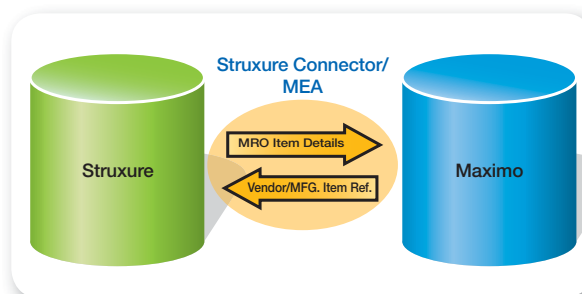 Struxure Connector/
MEA
MRO Item Details
Struxure
Maximo
Vendor/MFG. Item Ref.